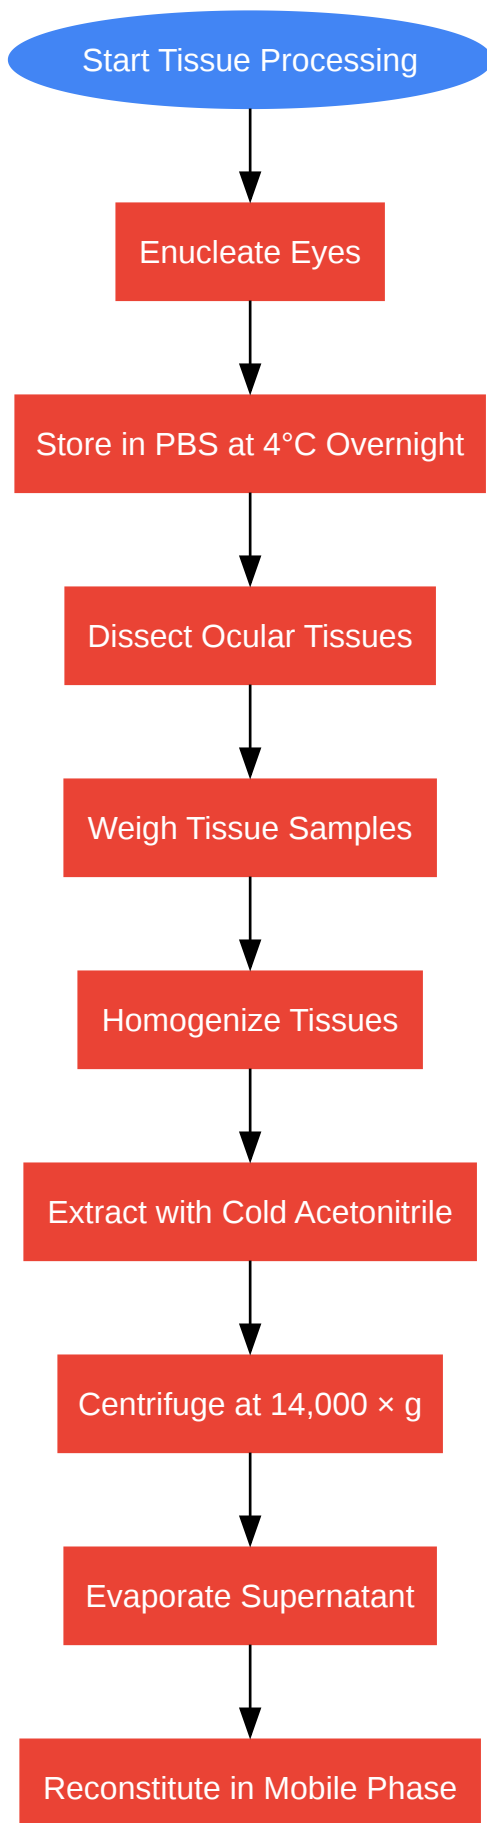 Start Tissue Processing
Enucleate Eyes
Store in PBS at 4°C Overnight
Dissect Ocular Tissues
Weigh Tissue Samples
Homogenize Tissues
Extract with Cold Acetonitrile
Centrifuge at 14,000 × g
Evaporate Supernatant
Reconstitute in Mobile Phase